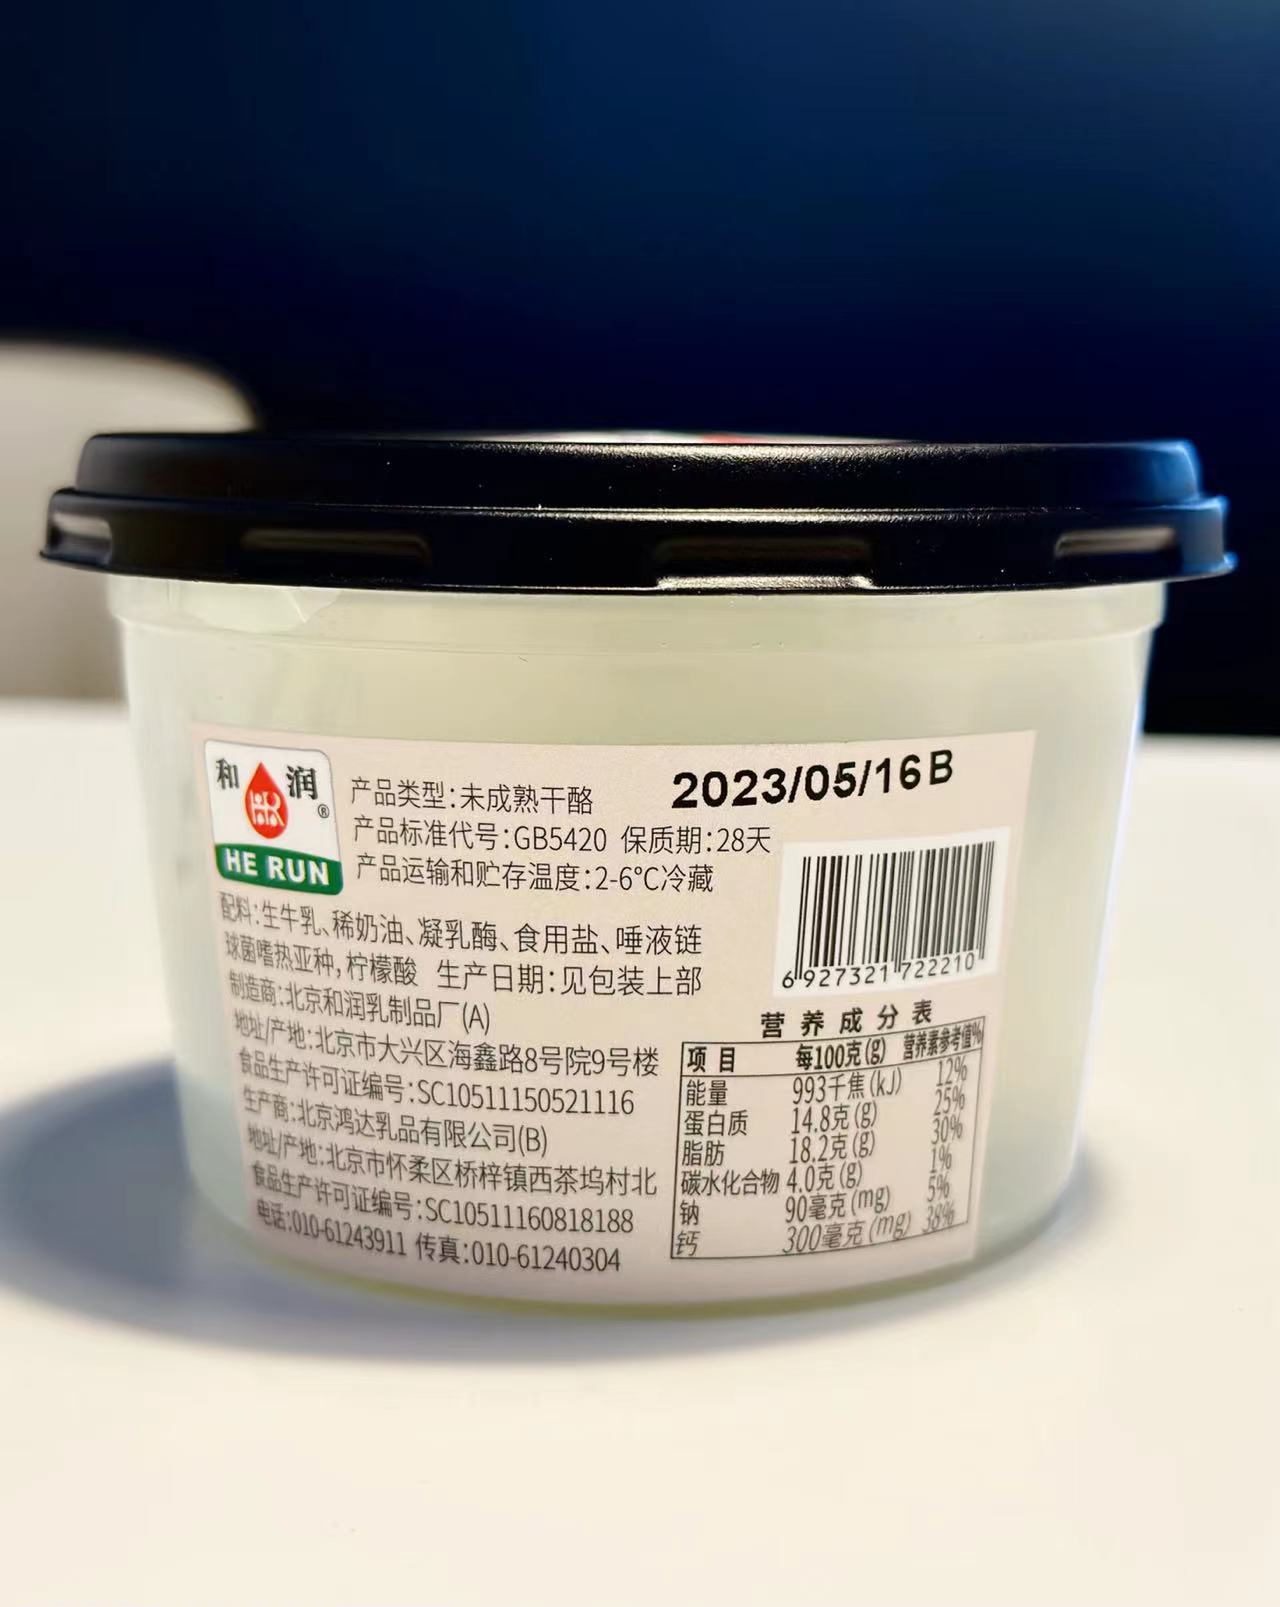 和润®
HE RUN
产品类型:未成熟干酪
2023/05/16B
产品标准代号:GB5420 保质期:28天
产品运输和贮存温度:2-6°C冷藏
配料:生牛乳、稀奶油、凝乳酶、食用盐、唾液链
球菌嗜热亚种,柠檬酸 生产日期:见包装上部
制造商:北京和润乳制品厂(A)
地址/产地:北京市大兴区海鑫路8号院9号楼
食品生产许可证编号:SC10511150521116
生产商:北京鸿达乳品有限公司(B)
地址/产地:北京市怀柔区桥梓镇西茶坞村北
食品生产许可证编号:SC10511160818188
电话:010-61243911 传真:010-61240304
6 927321 722210
营养成分表
项目 每100克(g) 营养素参考值%
能量 993千焦(kJ) 12%
蛋白质 14.8克(g) 25%
脂肪 18.2克(g) 30%
碳水化合物 4.0克(g) 1%
钠 90毫克(mg) 5%
钙 300毫克(mg) 38%